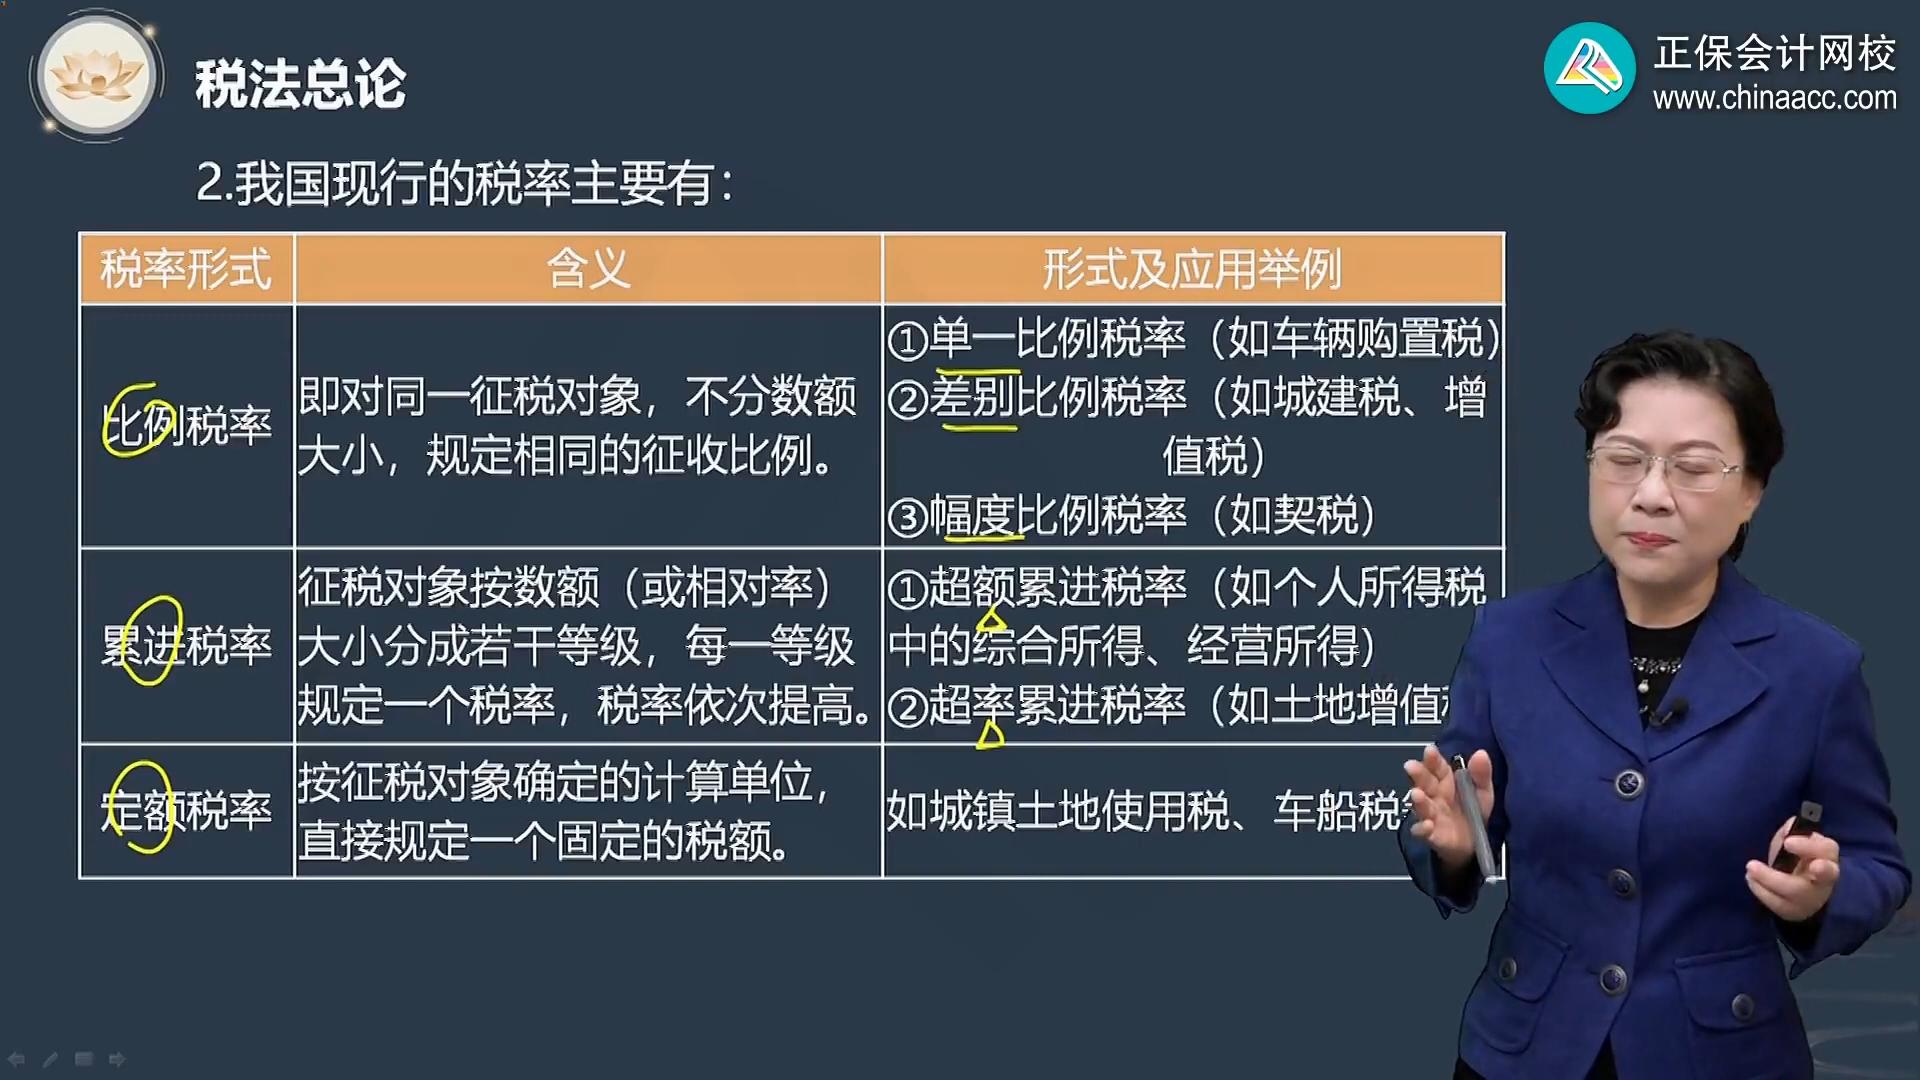 税法总论
正保会计网校
www.chinaacc.com
2.我国现行的税率主要有：
税率形式
含义
形式及应用举例
比例税率
即对同一征税对象，不分数额
大小，规定相同的征收比例。
①单一比例税率（如车辆购置税）
②差别比例税率（如城建税、增
值税）
③幅度比例税率（如契税）
累进税率
征税对象按数额（或相对率）
大小分成若干等级，每一等级
规定一个税率，税率依次提高。
①超额累进税率（如个人所得税
中的综合所得、经营所得）
②超率累进税率（如土地增值
定额税率
按征税对象确定的计算单位，
直接规定一个固定的税额。
如城镇土地使用税、车船税